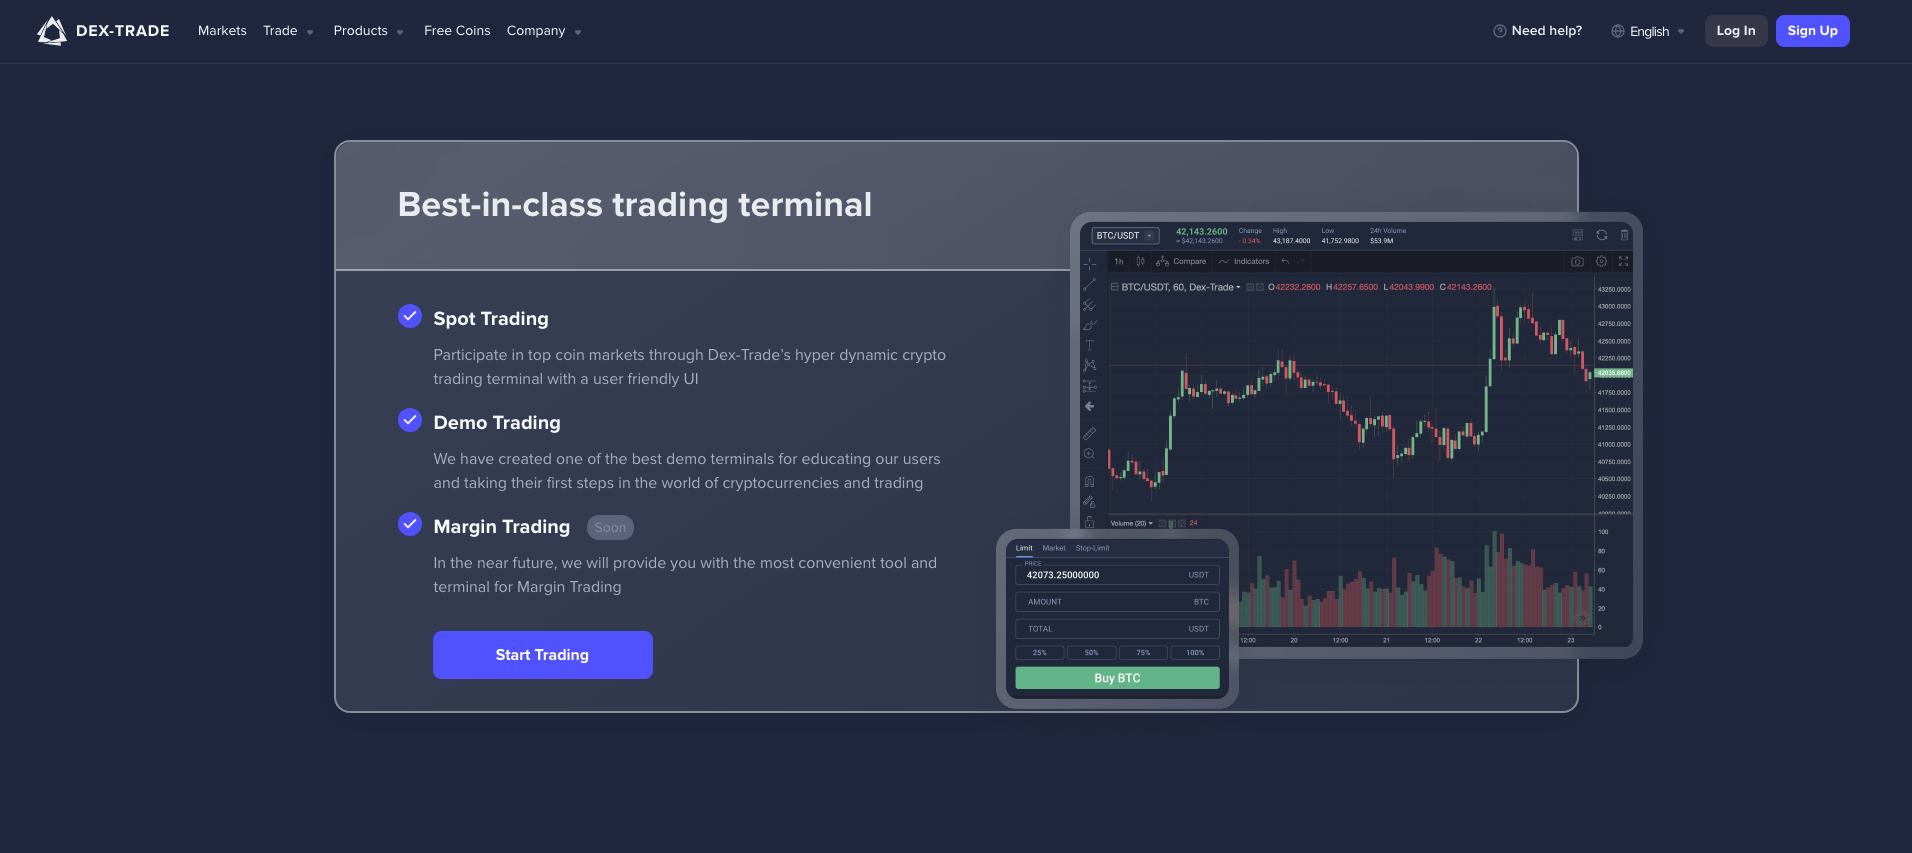 DEX-TRADE
Markets
Trade
Products
Free Coins
Company
Need help?
English
Log In
Sign Up
Best-in-class trading terminal
Spot Trading
Participate in top coin markets through Dex-Trade's hyper dynamic crypto
trading terminal with a user friendly UI
Demo Trading
We have created one of the best demo terminals for educating our users
and taking their first steps in the world of cryptocurrencies and trading
Margin Trading Soon
In the near future, we will provide you with the most convenient tool and
terminal for Margin Trading
Start Trading
BTC/USDT
42,143.2600
≈ $42,143.2600
Change
- 0.34%
High
43,187.4000
Low
41,752.9800
24h Volume
$53.9M
1h
Compare
Indicators
BTC/USDT, 60, Dex-Trade O42232.2800 H42257.6500 L42043.9900 C42143.2600
43250.0000
43000.0000
42750.0000
42500.0000
42250.0000
42035.6800
41750.0000
41500.0000
41250.0000
41000.0000
40750.0000
40500.0000
40250.0000
Volume (20) 24
100
80
60
40
20
0
12:00 20 12:00 21 12:00 22 12:00 23
Limit Market Stop-Limit
PRICE
42073.25000000 USDT
AMOUNT BTC
TOTAL USDT
25% 50% 75% 100%
Buy BTC